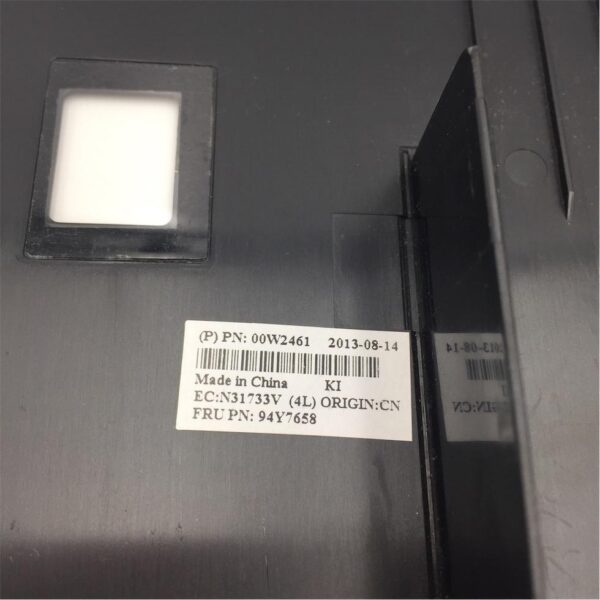 (P) PN: 00W2461 2013-08-14
Made in China KI
EC:N31733V (4L) ORIGIN:CN
FRU PN: 94Y7658